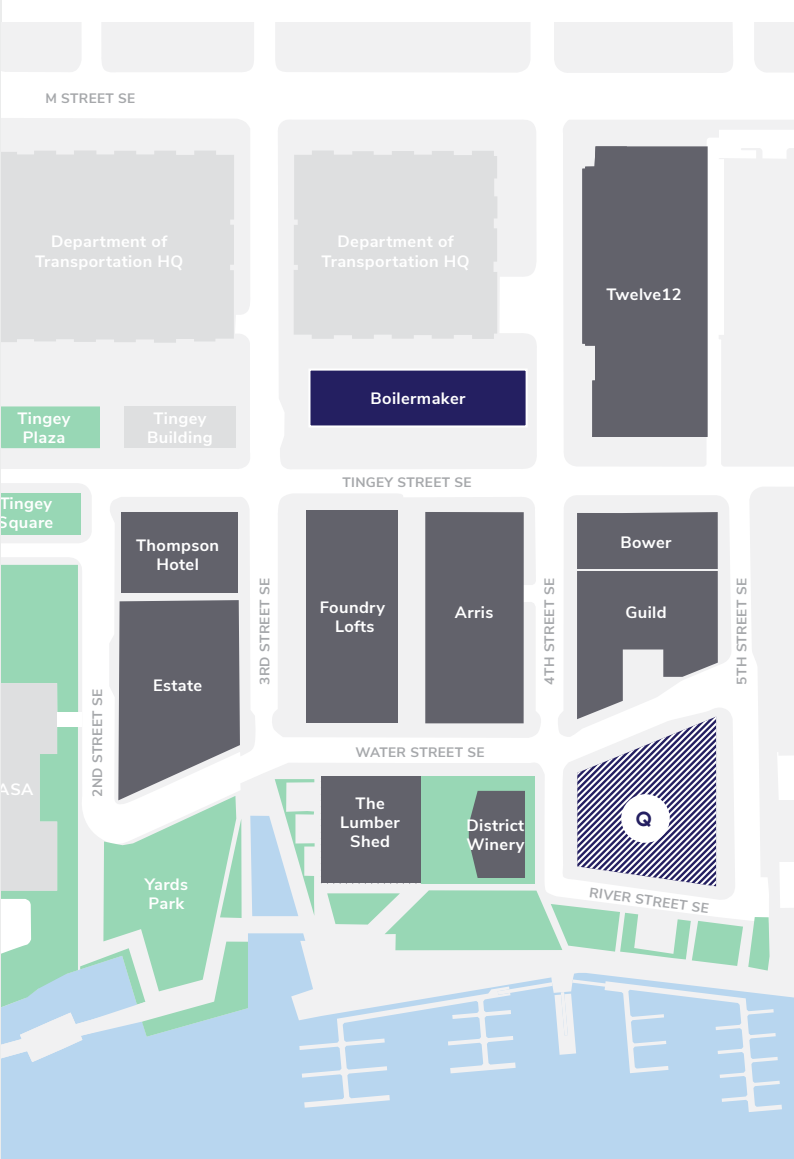 M STREET SE
Department of
Transportation HQ
Department of
Transportation HQ
Twelve12
Boilermaker
Tingey
Plaza
Tingey
Building
TINGEY STREET SE
Tingey
Square
Thompson
Hotel
Bower
Foundry
Lofts
Arris
Guild
3RD STREET SE
4TH STREET SE
5TH STREET SE
Estate
2ND STREET SE
WATER STREET SE
ASA
The
Lumber
Shed
District
Winery
Q
Yards
Park
RIVER STREET SE